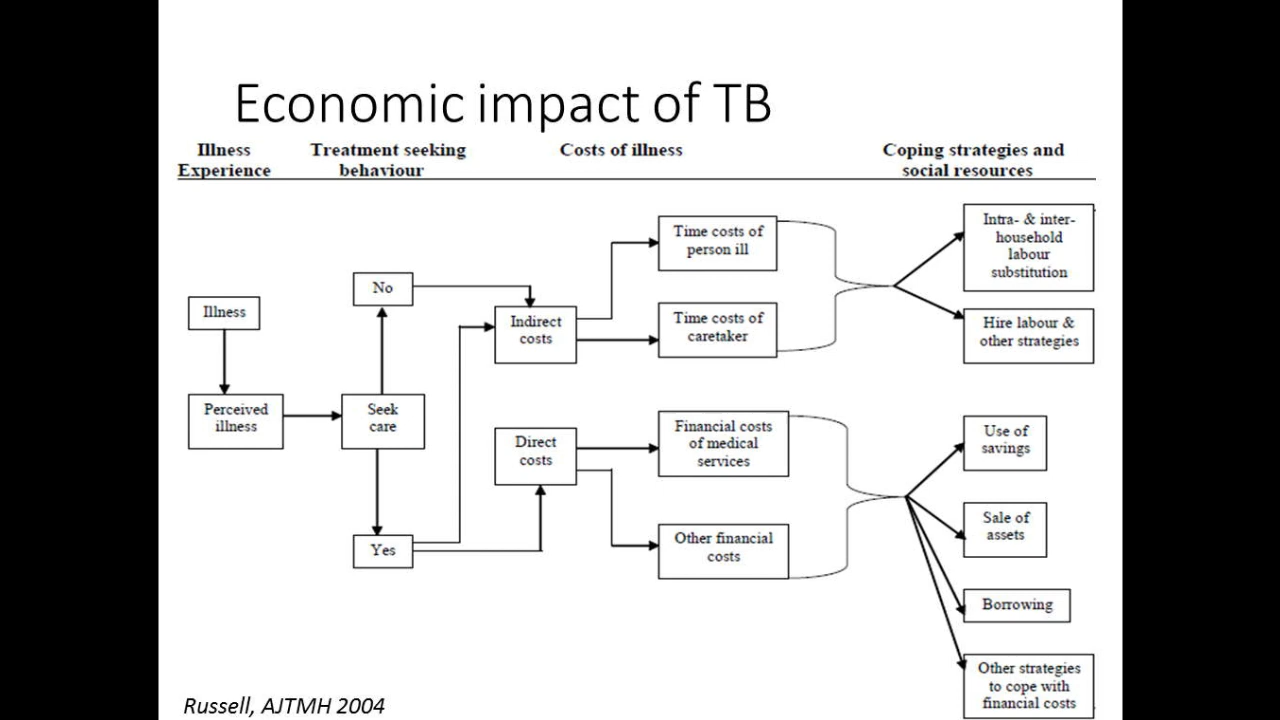 Economic impact of TB
Illness
Experience
Treatment seeking
behaviour
Costs of illness
Coping strategies and
social resources
Illness
Perceived
illness
No
Seek
care
Yes
Indirect
costs
Direct
costs
Time costs of
person ill
Time costs of
caretaker
Financial costs
of medical
services
Other financial
costs
Intra- & inter-
household
labour
substitution
Hire labour &
other strategies
Use of
savings
Sale of
assets
Borrowing
Other strategies
to cope with
financial costs
Russell, AJTMH 2004